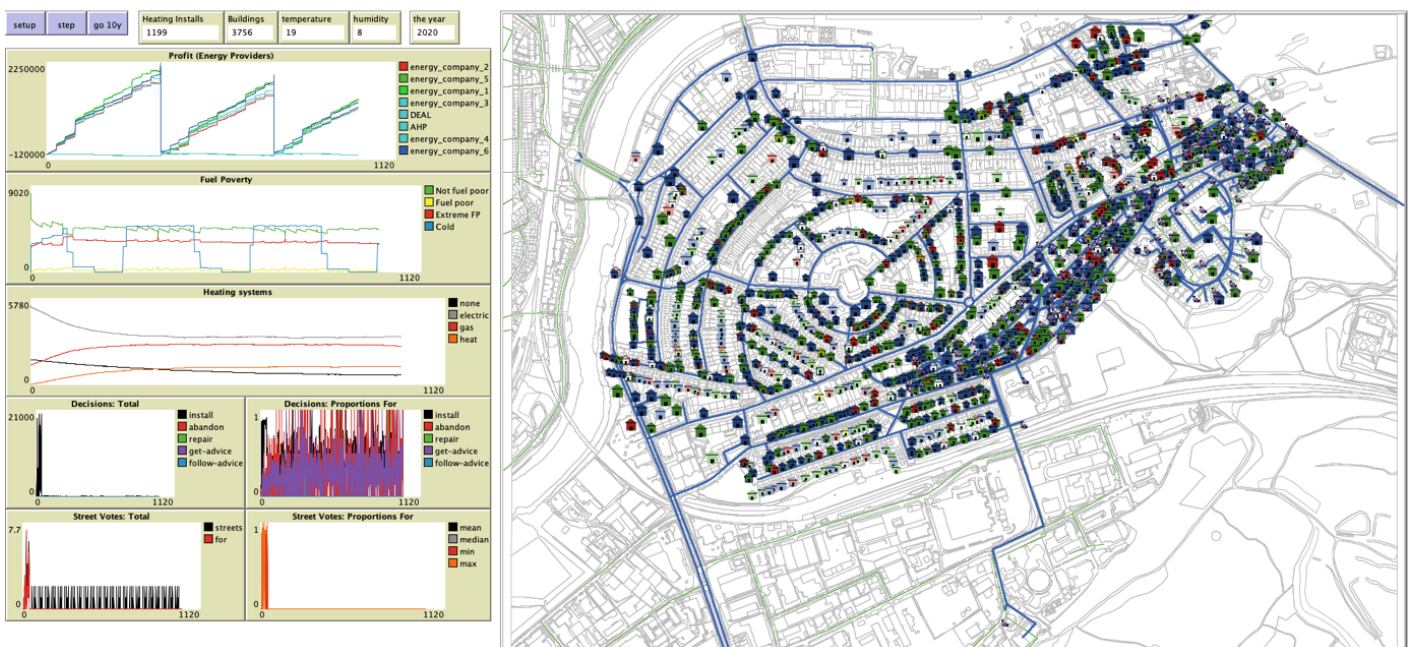 setup step go 10y
Heating Installs Buildings temperature humidity the year
1199 3756 19 8 2020
Profit (Energy Providers)
2250000
-120000
0 1120
energy_company_2
energy_company_5
energy_company_1
energy_company_3
DEAL
AHP
energy_company_4
energy_company_6
Fuel Poverty
9020
0
0 1120
Not fuel poor
Fuel poor
Extreme FP
Cold
Heating systems
5780
0
0 1120
none
electric
gas
heat
Decisions: Total
21000
0
0 1120
install
abandon
repair
get-advice
follow-advice
Decisions: Proportions For
1
0
0 1120
install
abandon
repair
get-advice
follow-advice
Street Votes: Total
7.7
0
0 1120
streets
for
Street Votes: Proportions For
1
0
0 1120
mean
median
min
max